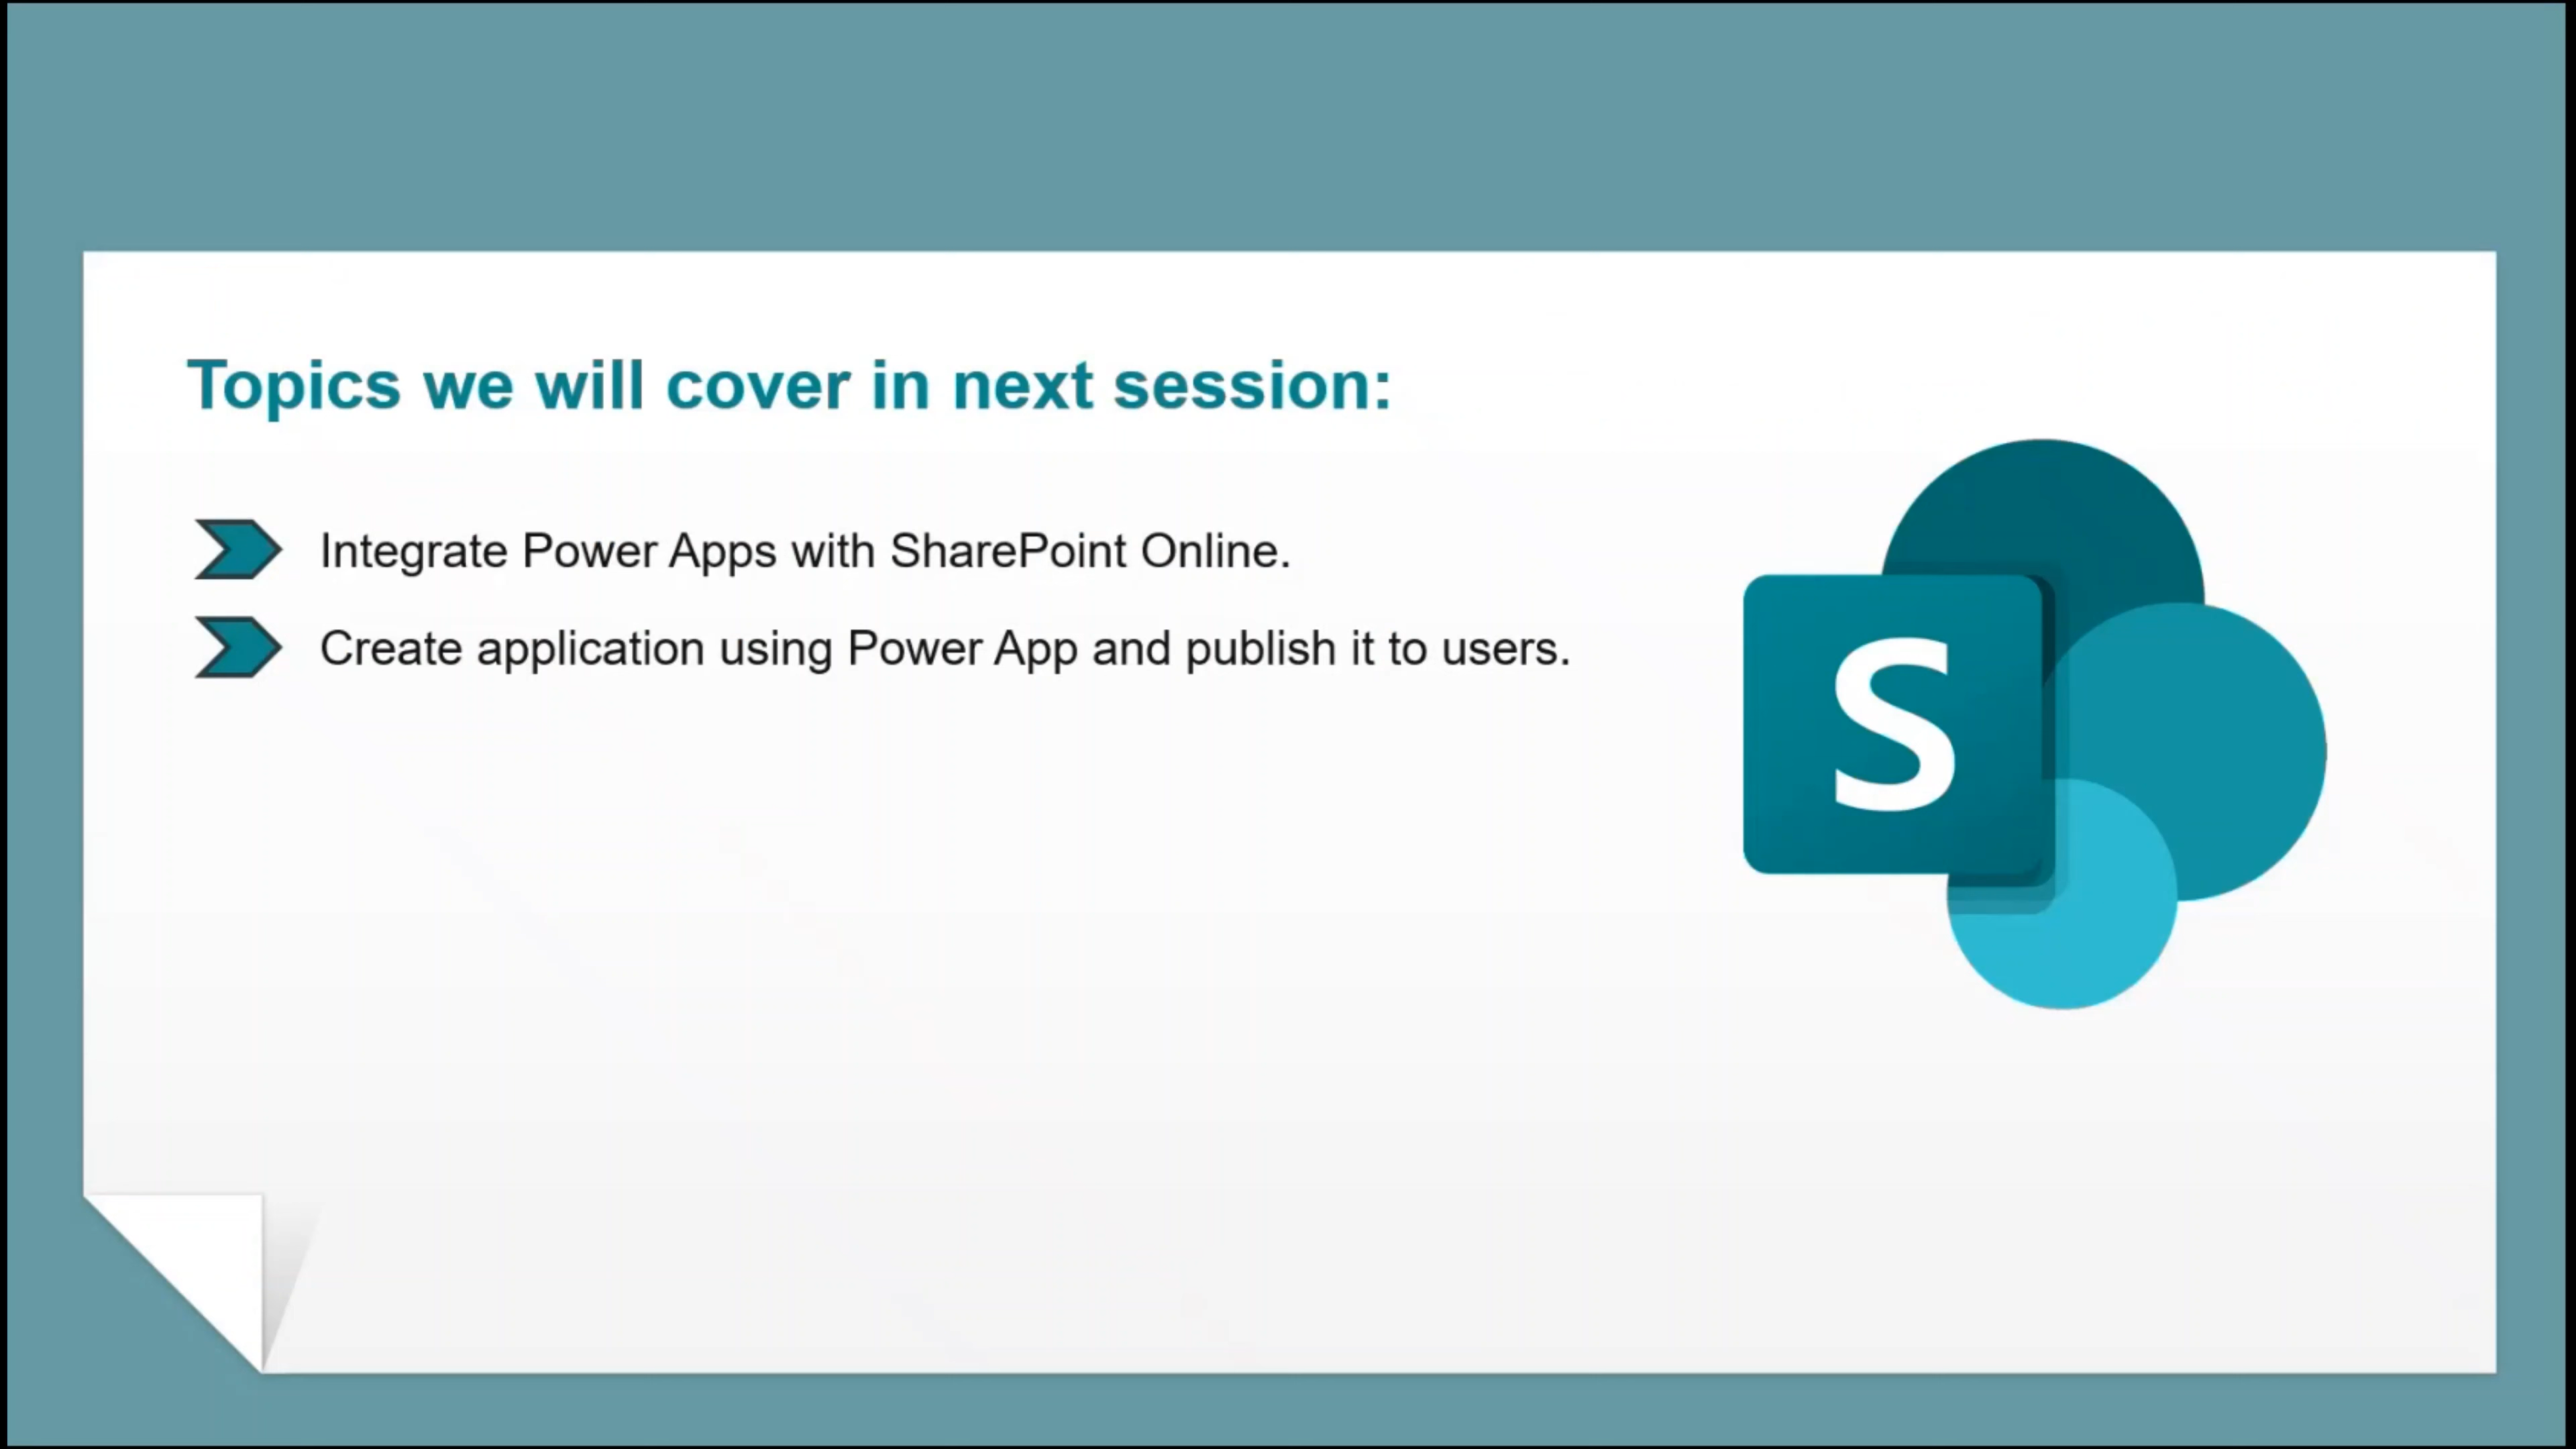 Topics we will cover in next session:
Integrate Power Apps with SharePoint Online.
Create application using Power App and publish it to users.
S